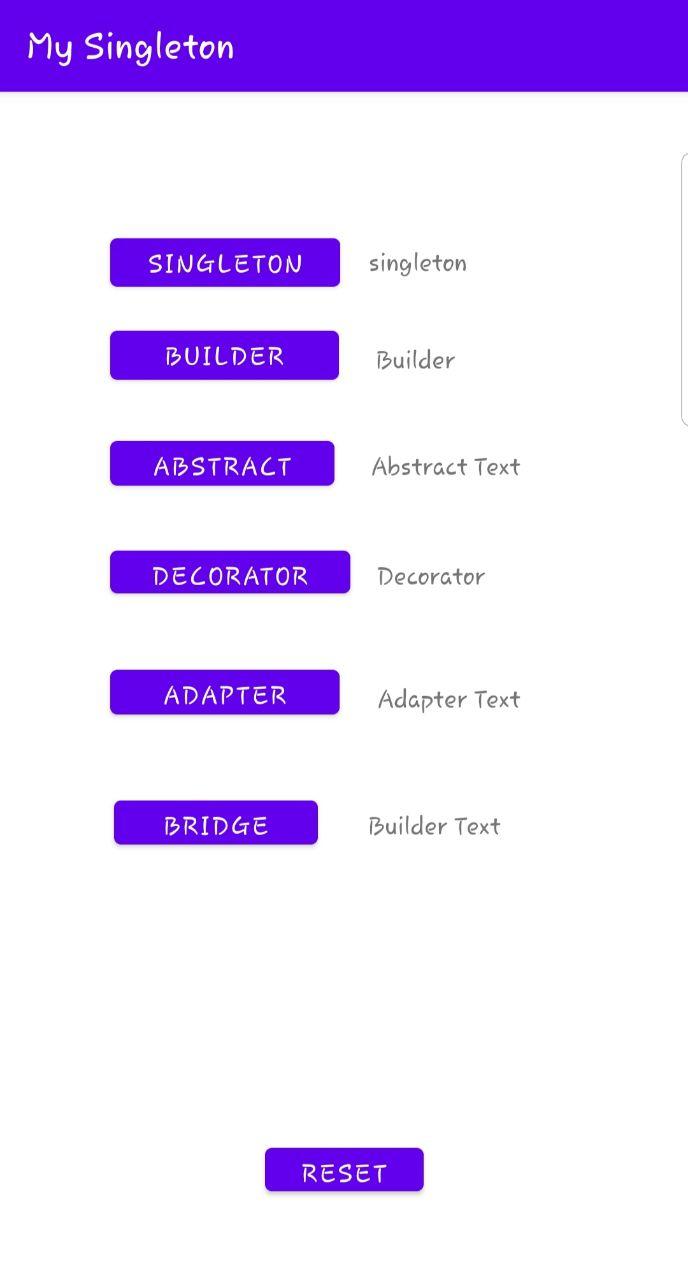 My Singleton
SINGLETON singleton
BUILDER Builder
ABSTRACT Abstract Text
DECORATOR Decorator
ADAPTER Adapter Text
BRIDGE Builder Text
RESET